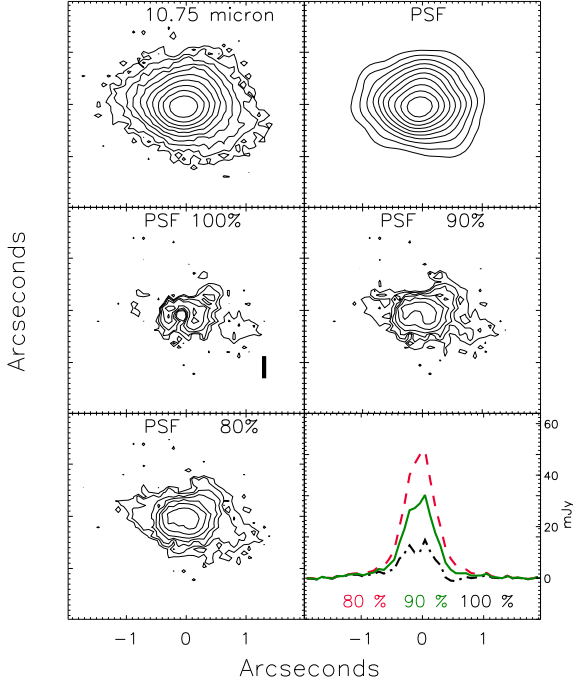 10.75 micron
PSF
PSF 100%
PSF 90%
Arcseconds
PSF 80%
60
40
20
0
mJy
80 % 90 % 100 %
−1 0 1 −1 0 1
Arcseconds